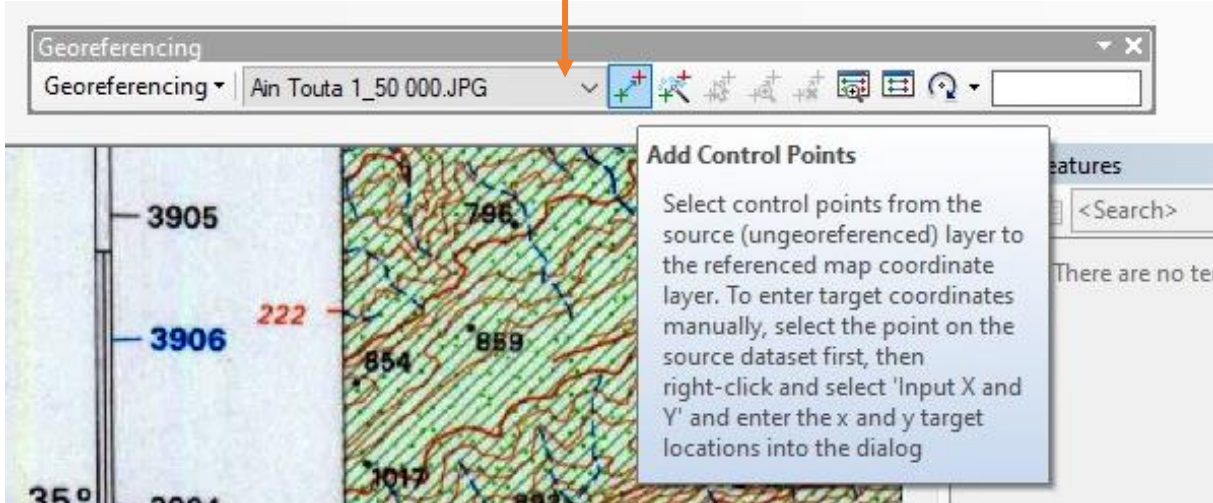 Georeferencing
Georeferencing
Ain Touta 1_50 000.JPG
Add Control Points
Select control points from the
source (ungeoreferenced) layer to
the referenced map coordinate
layer. To enter target coordinates
manually, select the point on the
source dataset first, then
right-click and select 'Input X and
Y' and enter the x and y target
locations into the dialog
eatures
<Search>
There are no te
3905
796
222
3906
859
854
1017
35°